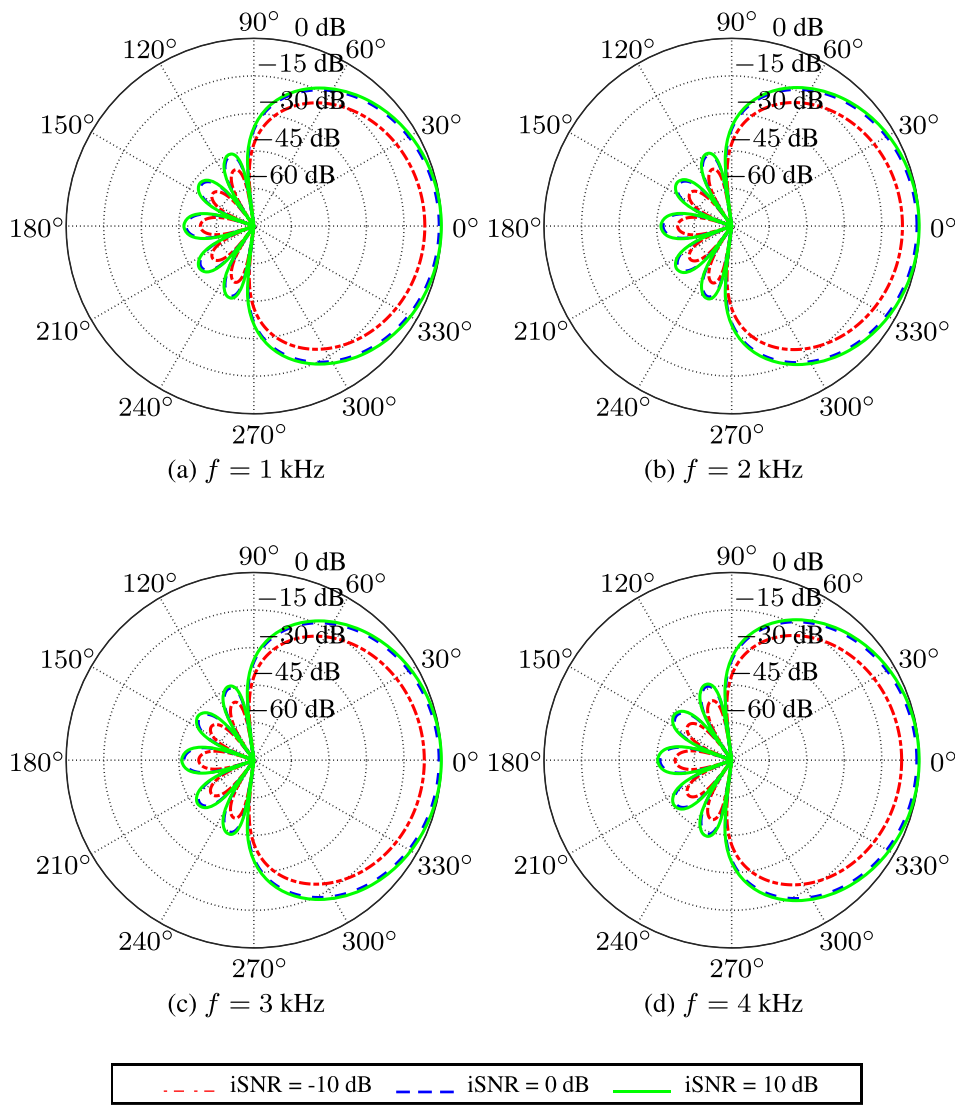 90° 0 dB 90° 0 dB
120° 60° 120° 60°
−15 dB −15 dB
−30 dB −30 dB
150° 30° 150° 30°
−45 dB −45 dB
−60 dB −60 dB
180° 0° 180° 0°
210° 330° 210° 330°
240° 300° 240° 300°
270° 270°
(a) f = 1 kHz (b) f = 2 kHz
90° 0 dB 90° 0 dB
120° 60° 120° 60°
−15 dB −15 dB
−30 dB −30 dB
150° 30° 150° 30°
−45 dB −45 dB
−60 dB −60 dB
180° 0° 180° 0°
210° 330° 210° 330°
240° 300° 240° 300°
270° 270°
(c) f = 3 kHz (d) f = 4 kHz
iSNR = -10 dB iSNR = 0 dB iSNR = 10 dB